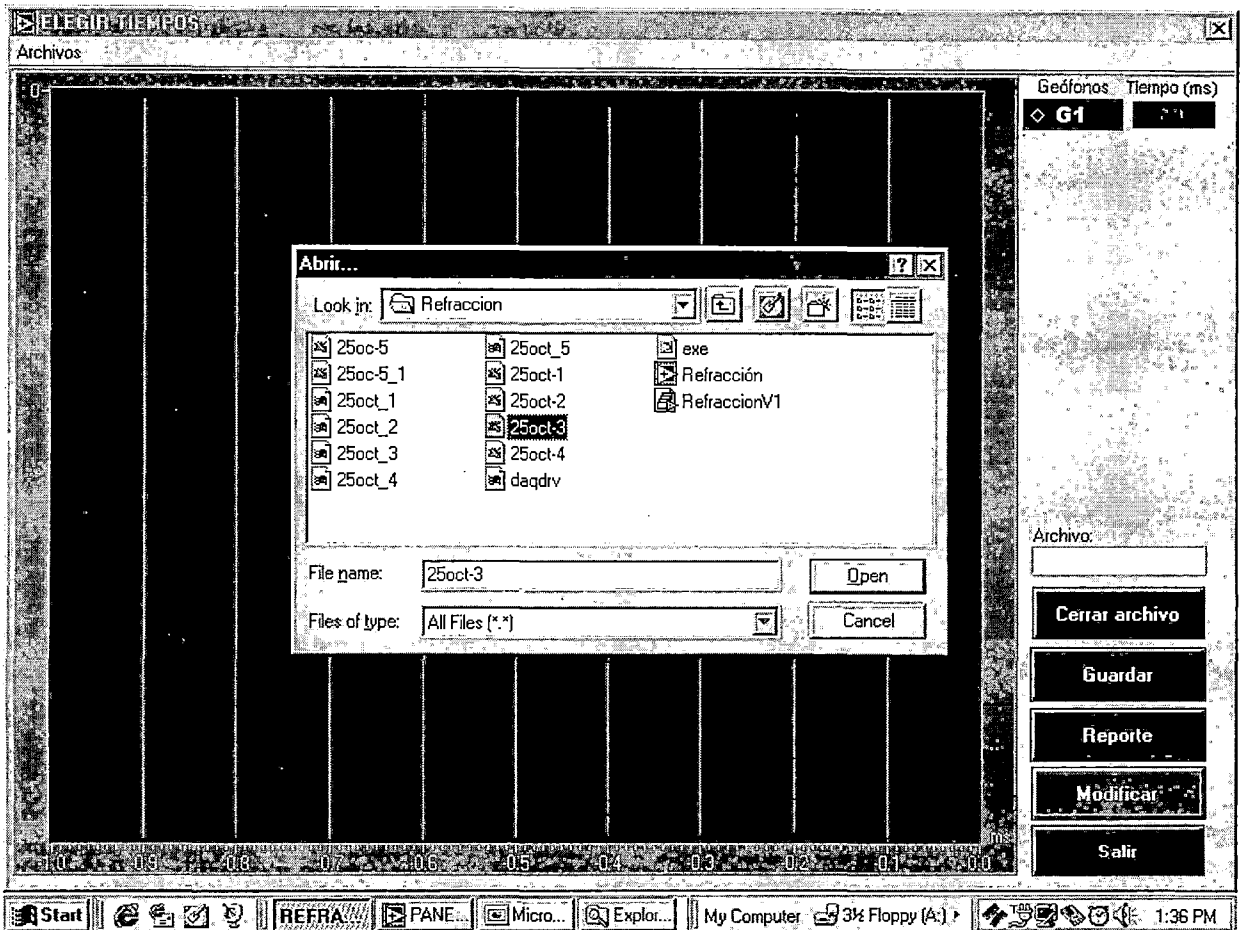 ELEGIR TIEMPOS
Archivos
Geófonos Tiempo (ms)
G1
0
Abrir...
Look in: Refraccion
25oc-5
25oc-5_1
25oct_1
25oct_2
25oct_3
25oct_4
25oct_5
25oct-1
25oct-2
25oct-3
25oct-4
daqdrv
exe
Refracción
RefraccionV1
File name: 25oct-3
Open
Files of type: All Files (*.*)
Cancel
Archivo:
Cerrar archivo
Guardar
Reporte
Modificar
Salir
ms
1.0 0.9 0.8 0.7 0.6 0.5 0.4 0.3 0.2 0.1 0.0
Start REFRA... PANE... Micro... Explor... My Computer 3½ Floppy (A:) 1:36 PM